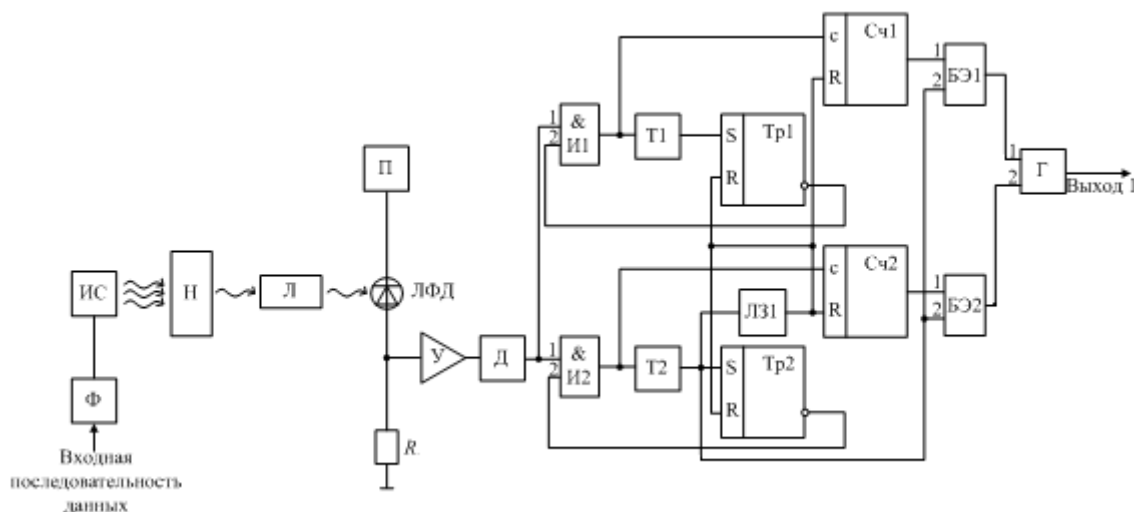 c
Сч1
R
1
2
БЭ1
1
2
&
И1
Т1
S
Тр1
R
П
1
2
Г
Выход 1
ИС
Н
Л
ЛФД
c
Сч2
R
1
2
БЭ2
ЛЗ1
У
Д
1
2
&
И2
Т2
S
Тр2
R
Ф
R
Входная
последовательность
данных